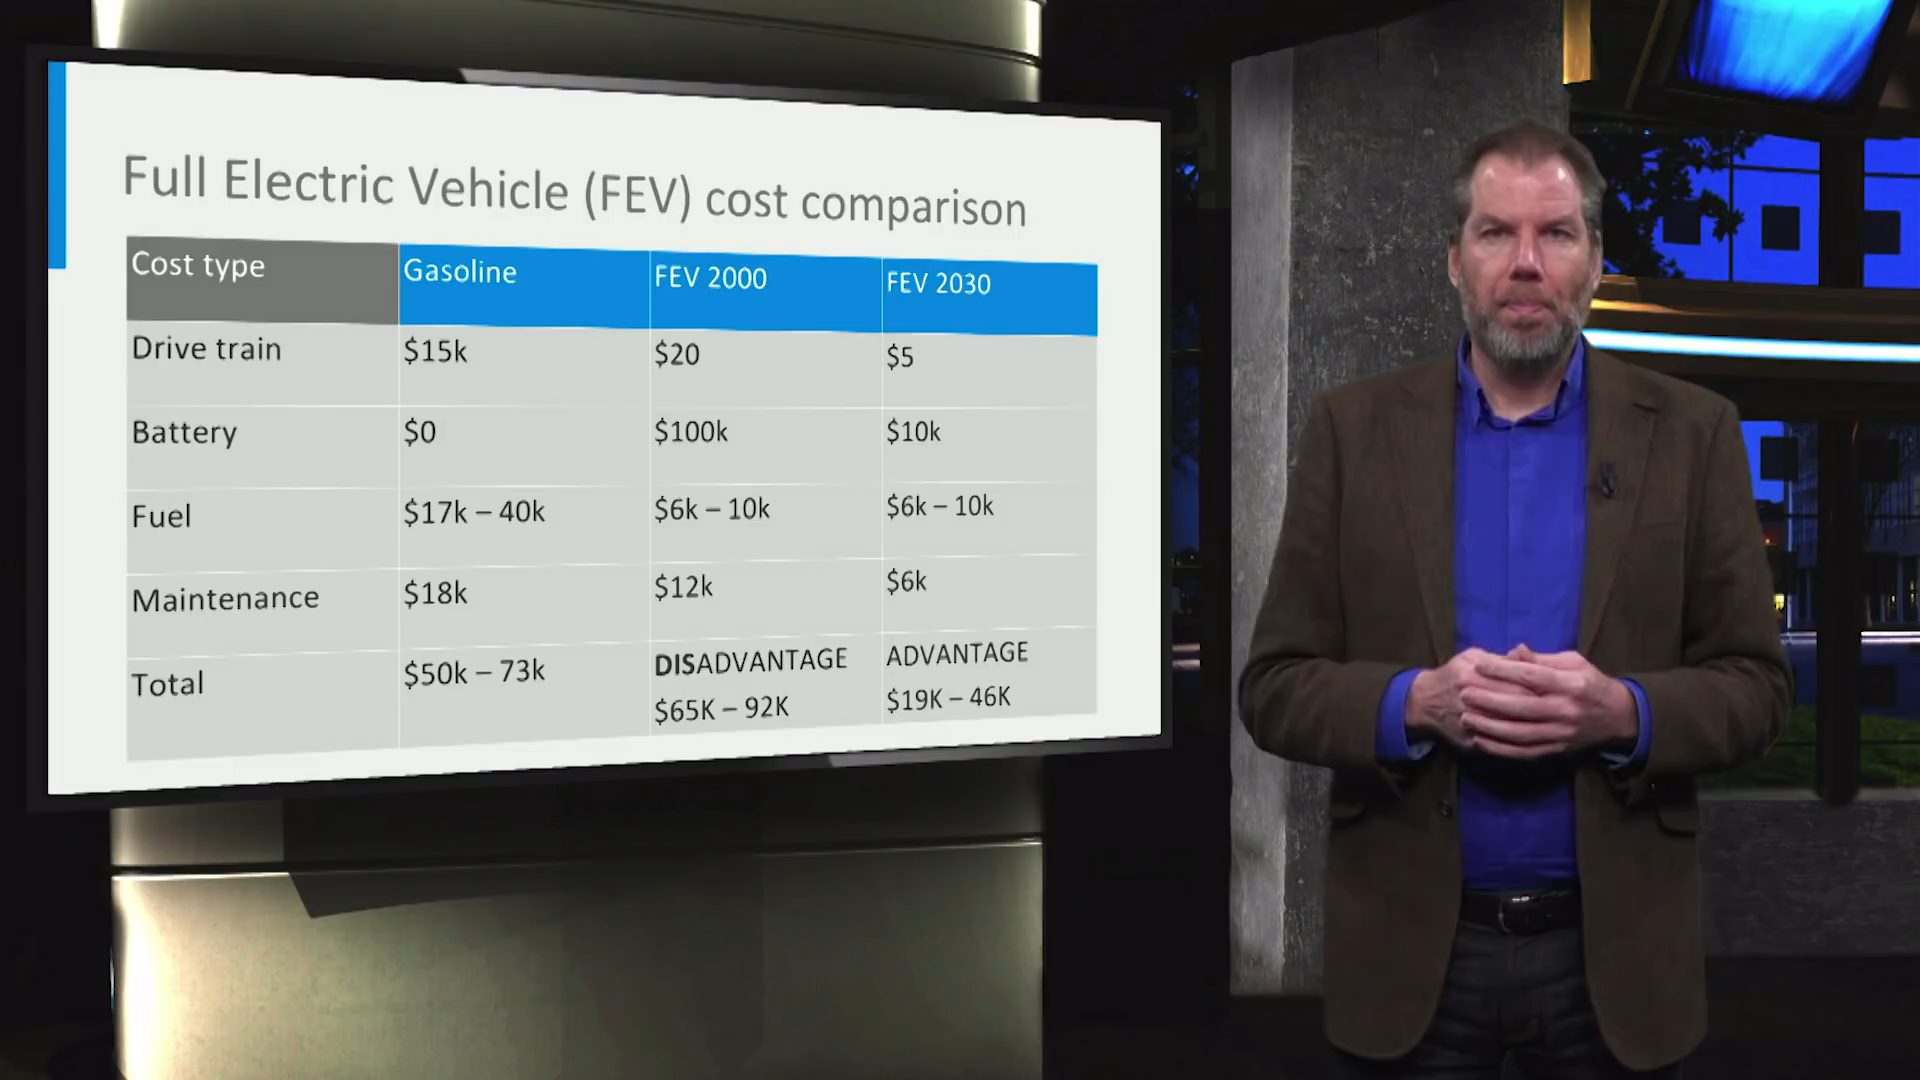 Full Electric Vehicle (FEV) cost comparison
Cost type Gasoline FEV 2000 FEV 2030
Drive train $15k $20 $5
Battery $0 $100k $10k
Fuel $17k – 40k $6k – 10k $6k – 10k
Maintenance $18k $12k $6k
Total $50k – 73k DISADVANTAGE ADVANTAGE
$65K – 92K $19K – 46K